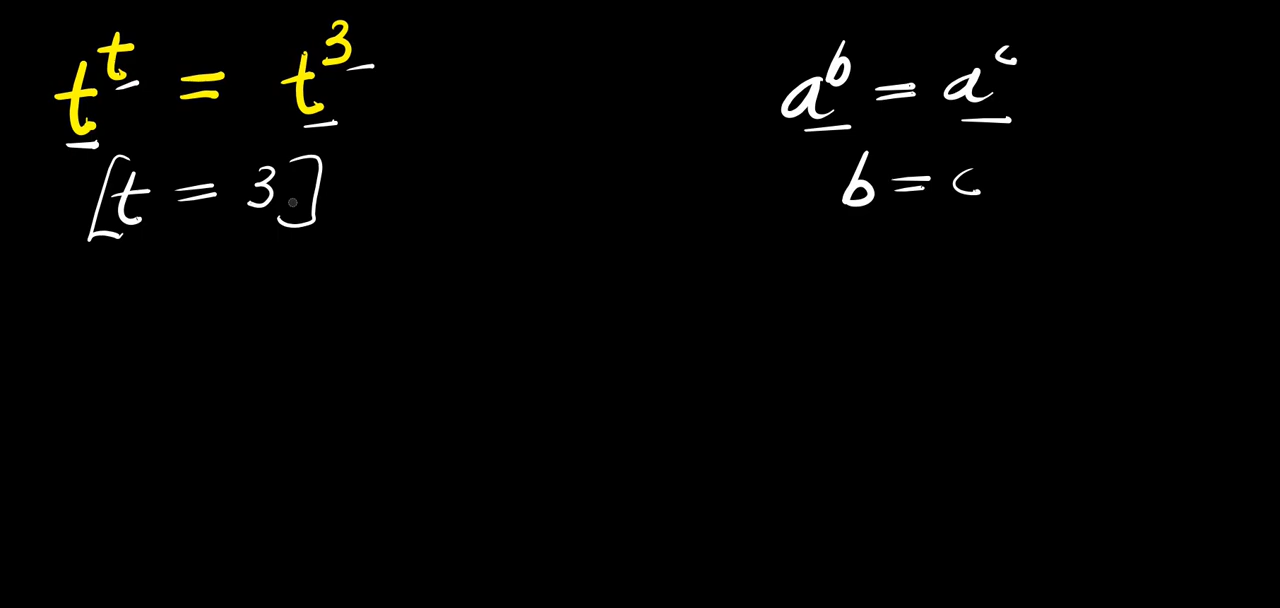 t^t = t^3
[t = 3]
a^b = a^c
b = c